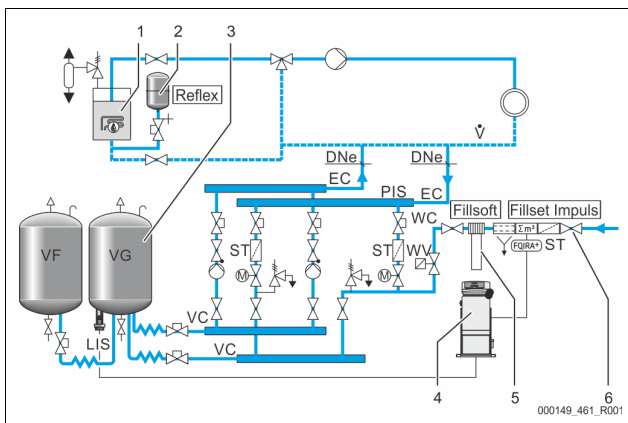 1
2
3
Reflex
V̇
DNe
DNe
EC
PIS
EC
WC
Fillsoft
Fillset Impuls
VF
VG
ST
ST
WV
Σm³
FQIRA+
ST
M
M
VC
LIS
VC
4
5
6
000149_461_R001